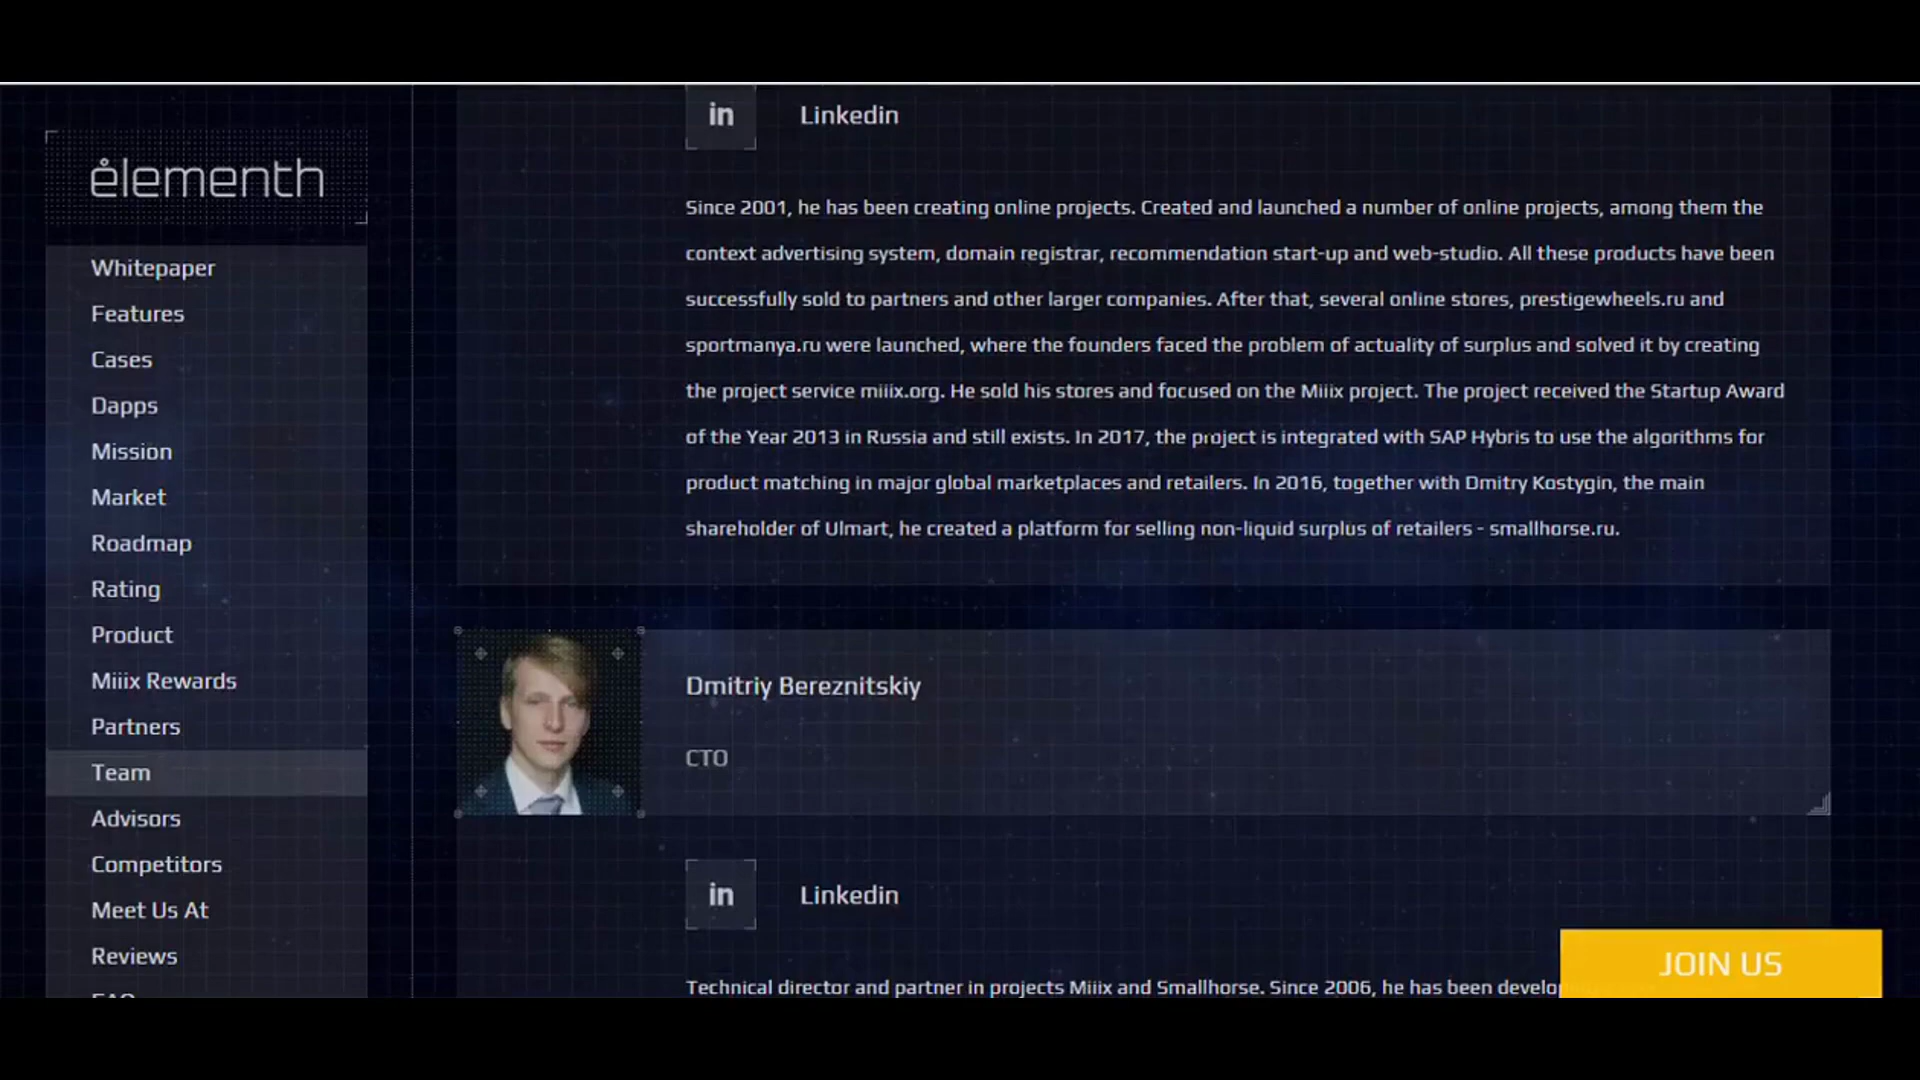 elementh
Whitepaper
Features
Cases
Dapps
Mission
Market
Roadmap
Rating
Product
Miiix Rewards
Partners
Team
Advisors
Competitors
Meet Us At
Reviews
in Linkedin
Since 2001, he has been creating online projects. Created and launched a number of online projects, among them the
context advertising system, domain registrar, recommendation start-up and web-studio. All these products have been
successfully sold to partners and other larger companies. After that, several online stores, prestigewheels.ru and
sportmanya.ru were launched, where the founders faced the problem of actuality of surplus and solved it by creating
the project service miiix.org. He sold his stores and focused on the Miiix project. The project received the Startup Award
of the Year 2013 in Russia and still exists. In 2017, the project is integrated with SAP Hybris to use the algorithms for
product matching in major global marketplaces and retailers. In 2016, together with Dmitry Kostygin, the main
shareholder of Ulmart, he created a platform for selling non-liquid surplus of retailers - smallhorse.ru.
Dmitriy Bereznitskiy
CTO
in Linkedin
Technical director and partner in projects Miiix and Smallhorse. Since 2006, he has been
JOIN US